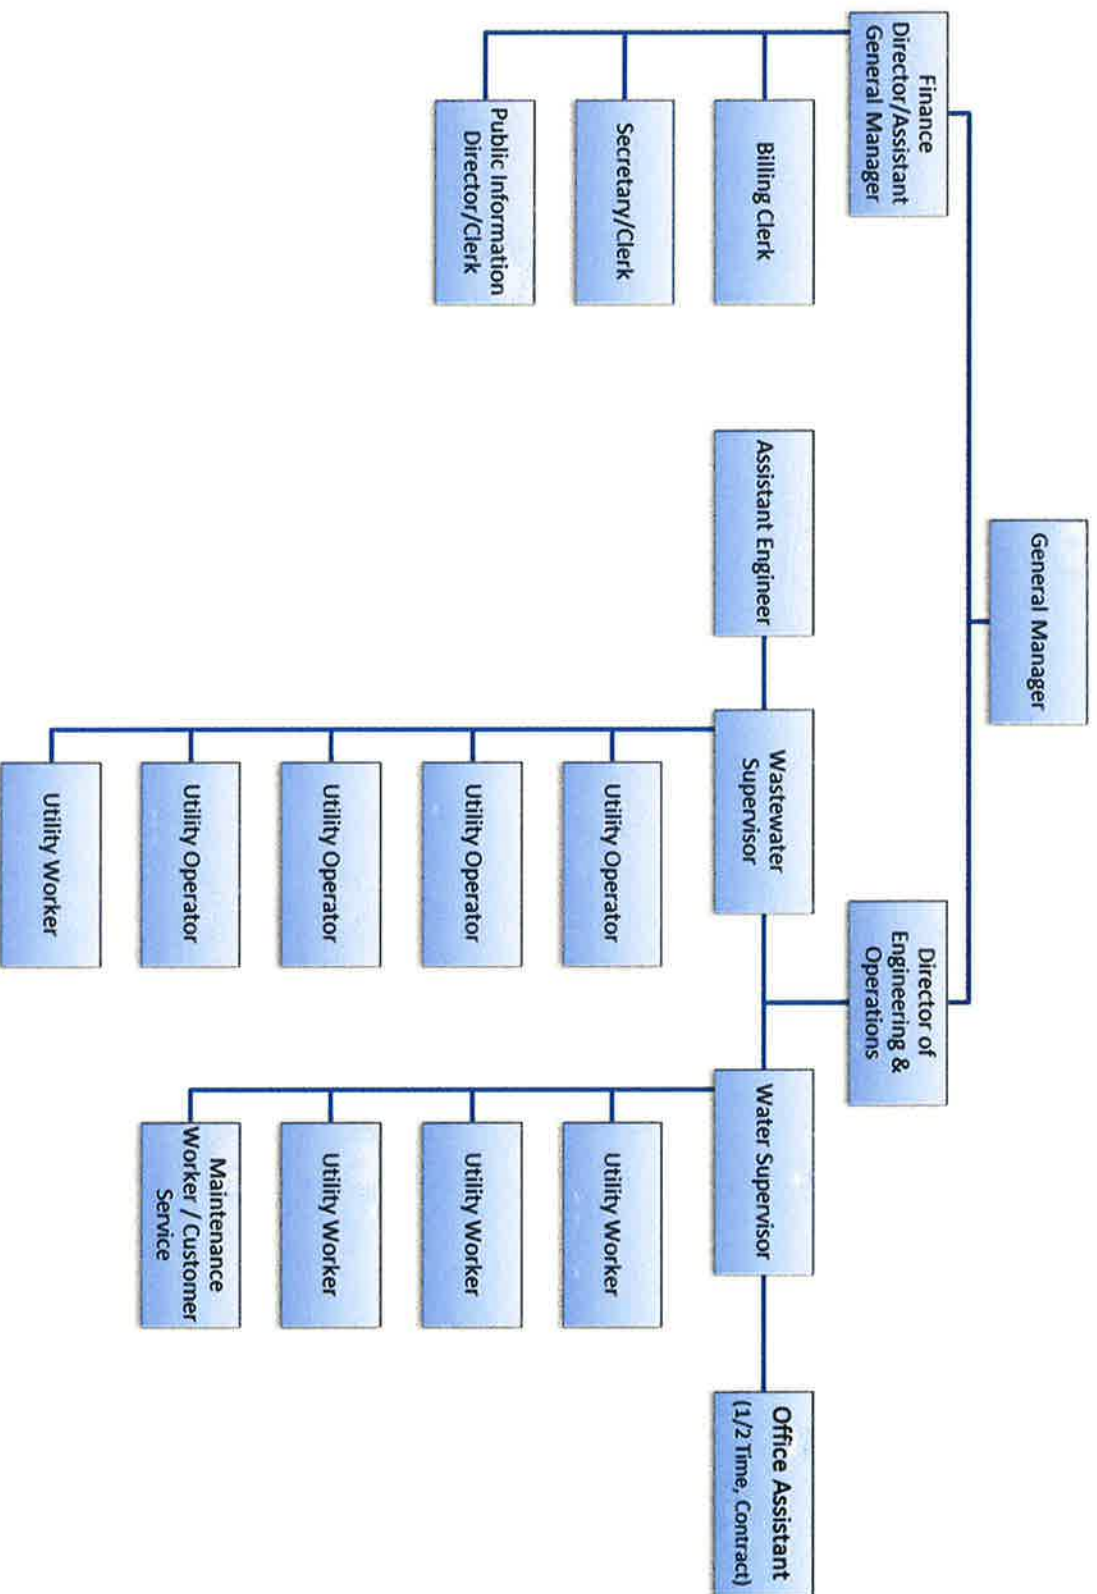 General Manager
Finance
Director/Assistant
General Manager
Director of
Engineering &
Operations
Billing Clerk
Secretary/Clerk
Public Information
Director/Clerk
Assistant Engineer
Wastewater
Supervisor
Water Supervisor
Office Assistant
(1/2 Time, Contract)
Utility Operator
Utility Operator
Utility Operator
Utility Operator
Utility Worker
Utility Worker
Utility Worker
Utility Worker
Maintenance
Worker / Customer
Service